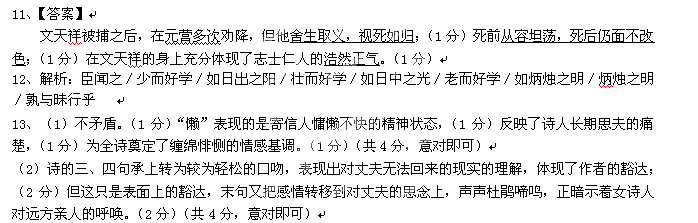 11、【答案】
文天祥被捕之后，在元营多次劝降，但他舍生取义，视死如归；（1分）死前从容坦荡，死后仍面不改
色；（1分）在文天祥的身上充分体现了志士仁人的浩然正气。（1分）
12、解析：臣闻之／少而好学／如日出之阳／壮而好学／如日中之光／老而好学／如炳烛之明／炳烛之明
／孰与昧行乎
13、（1）不矛盾。（1分）“懒”表现的是寄信人慵懒不快的精神状态，（1分）反映了诗人长期思夫的痛
楚，（1分）为全诗奠定了缠绵悱恻的情感基调。（1分）（共4分，意对即可）
（2）诗的三、四句承上转为较为轻松的口吻，表现出对丈夫无法回来的现实的理解，体现了作者的豁达；
（2分）但这只是表面上的豁达，末句又把感情转移到对丈夫的思念上，声声杜鹃啼鸣，正暗示着女诗人
对远方亲人的呼唤。（2分）（共4分，意对即可）